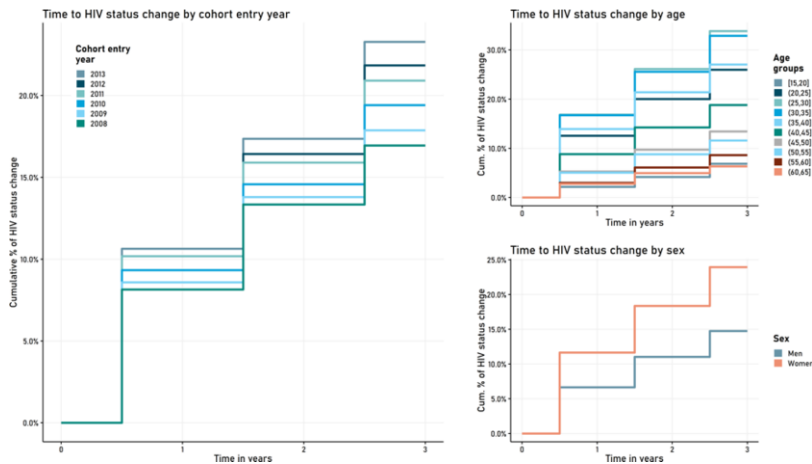 Time to HIV status change by cohort entry year
Cumulative % of HIV status change
20.0%
15.0%
10.0%
5.0%
0.0%
Cohort entry
year
2013
2012
2011
2010
2009
2008
0 1 2 3
Time in years
Time to HIV status change by age
Cum. % of HIV status change
30.0%
20.0%
10.0%
0.0%
0 1 2 3
Time in years
Age
groups
[15,20]
(20,25]
(25,30]
(30,35]
(35,40]
(40,45]
(45,50]
(50,55]
(55,60]
(60,65]
Time to HIV status change by sex
Cum. % of HIV status change
25.0%
20.0%
15.0%
10.0%
5.0%
0.0%
0 1 2 3
Time in years
Sex
Men
Women